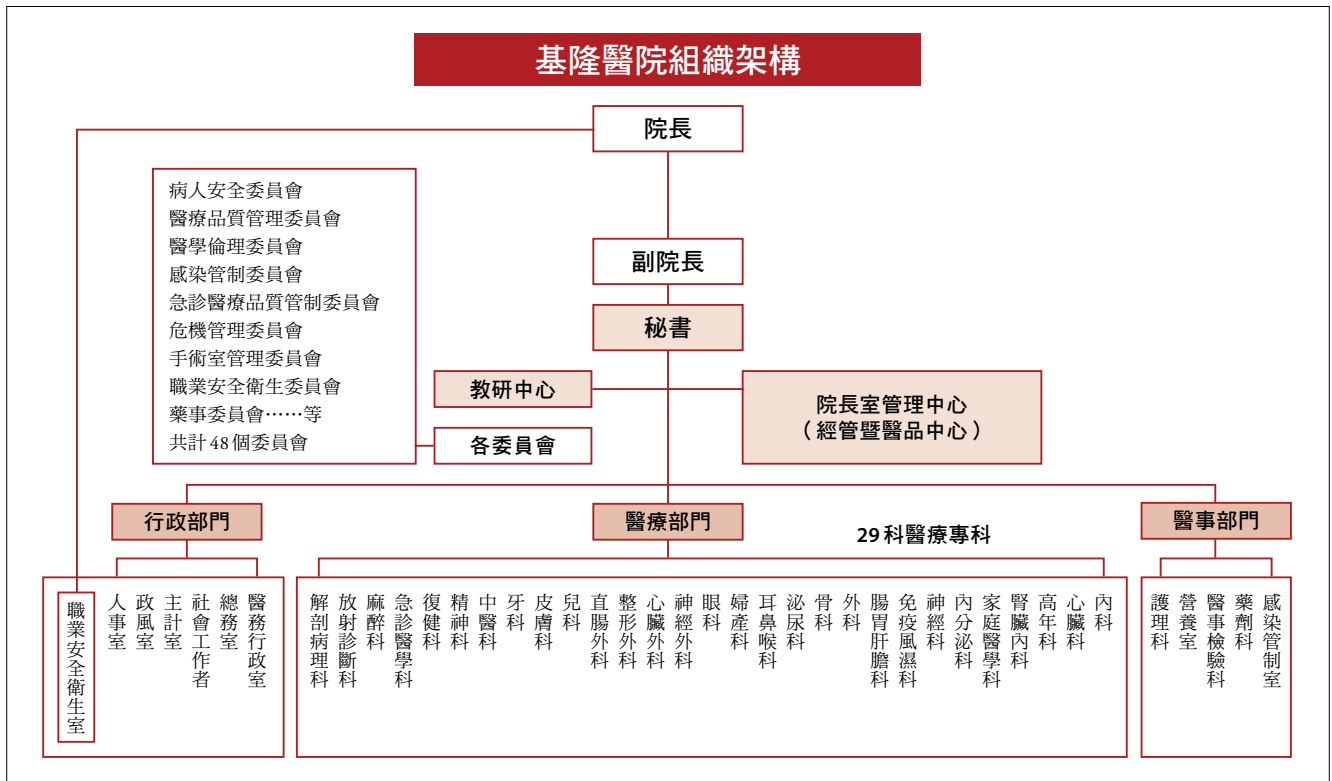 基隆醫院組織架構
院長
病人安全委員會
醫療品質管理委員會
醫學倫理委員會
感染管制委員會
急診醫療品質管制委員會
危機管理委員會
手術室管理委員會
職業安全衛生委員會
藥事委員會⋯⋯等
共計48個委員會
副院長
秘書
教研中心
各委員會
院長室管理中心
（經管暨醫品中心）
行政部門
醫療部門
29科醫療專科
醫事部門
職業安全衛生室
人事室
政風室
主計室
社會工作者
總務室
醫務行政室
解剖病理科
放射診斷科
麻醉科
急診醫學科
復健科
精神科
中醫科
牙科
皮膚科
兒科
直腸外科
整形外科
心臟外科
神經外科
眼科
婦產科
耳鼻喉科
泌尿科
骨科
外科
腸胃肝膽科
免疫風濕科
神經科
內分泌科
家庭醫學科
腎臟內科
高年科
心臟科
內科
護理科
營養室
醫事檢驗科
藥劑科
感染管制室